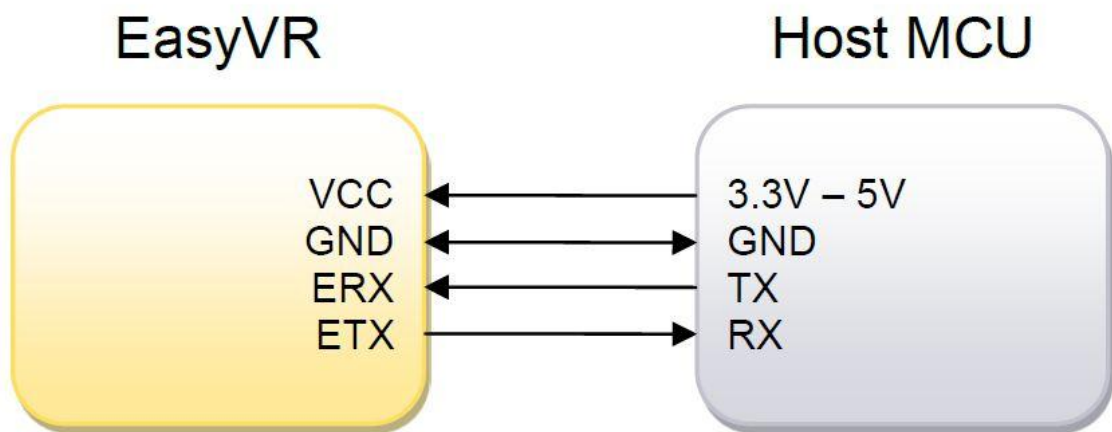 EasyVR
Host MCU
VCC
3.3V – 5V
GND
GND
ERX
TX
ETX
RX